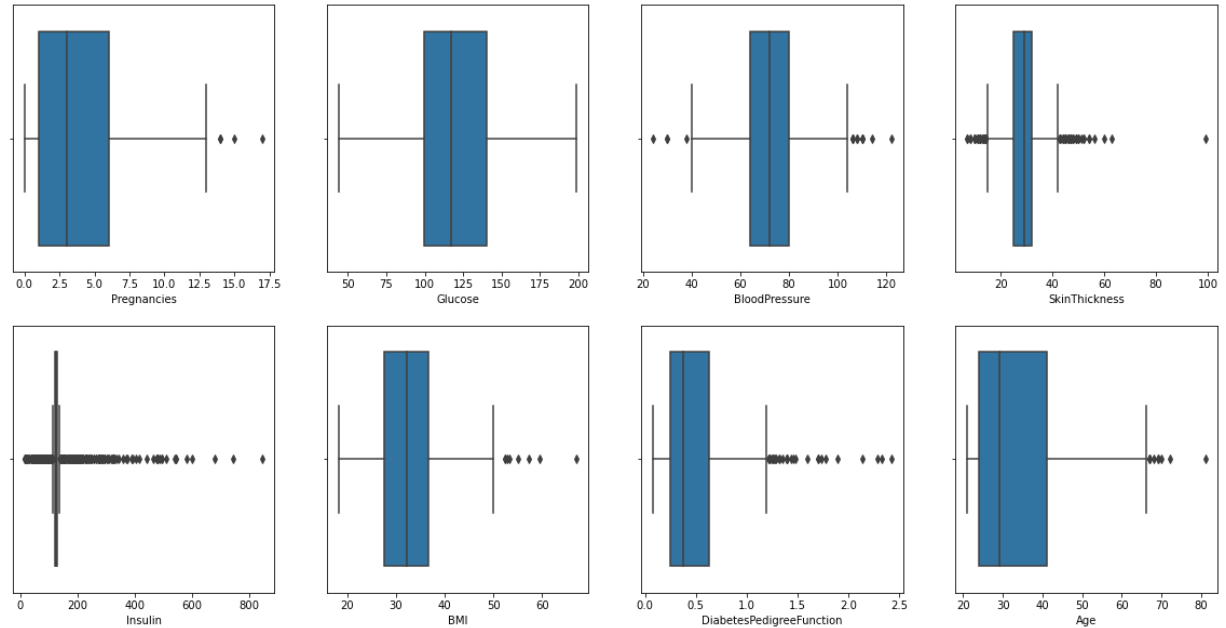 0.0 2.5 5.0 7.5 10.0 12.5 15.0 17.5
Pregnancies
50 75 100 125 150 175 200
Glucose
20 40 60 80 100 120
BloodPressure
20 40 60 80 100
SkinThickness
0 200 400 600 800
Insulin
20 30 40 50 60
BMI
0.0 0.5 1.0 1.5 2.0 2.5
DiabetesPedigreeFunction
20 30 40 50 60 70 80
Age